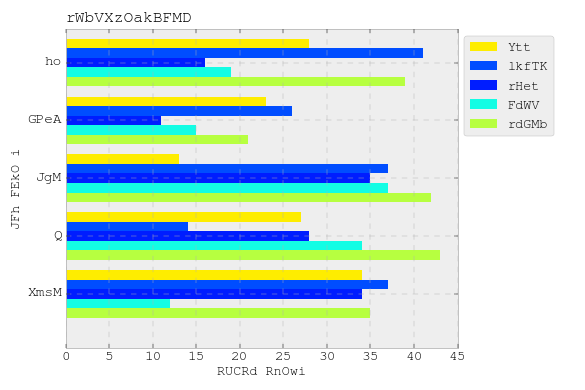 rWbVXzOakBFMD
Ytt
lkfTK
rHet
FdWV
rdGMb
JFh FEkO i
ho
GPeA
JgM
Q
XmsM
0 5 10 15 20 25 30 35 40 45
RUCRd RnOwi